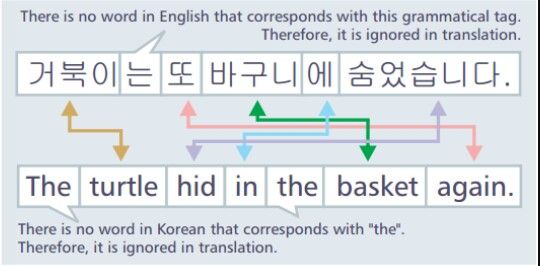 There is no word in English that corresponds with this grammatical tag.
Therefore, it is ignored in translation.
거북이는 또 바구니에 숨었습니다.
The turtle hid in the basket again.
There is no word in Korean that corresponds with "the".
Therefore, it is ignored in translation.